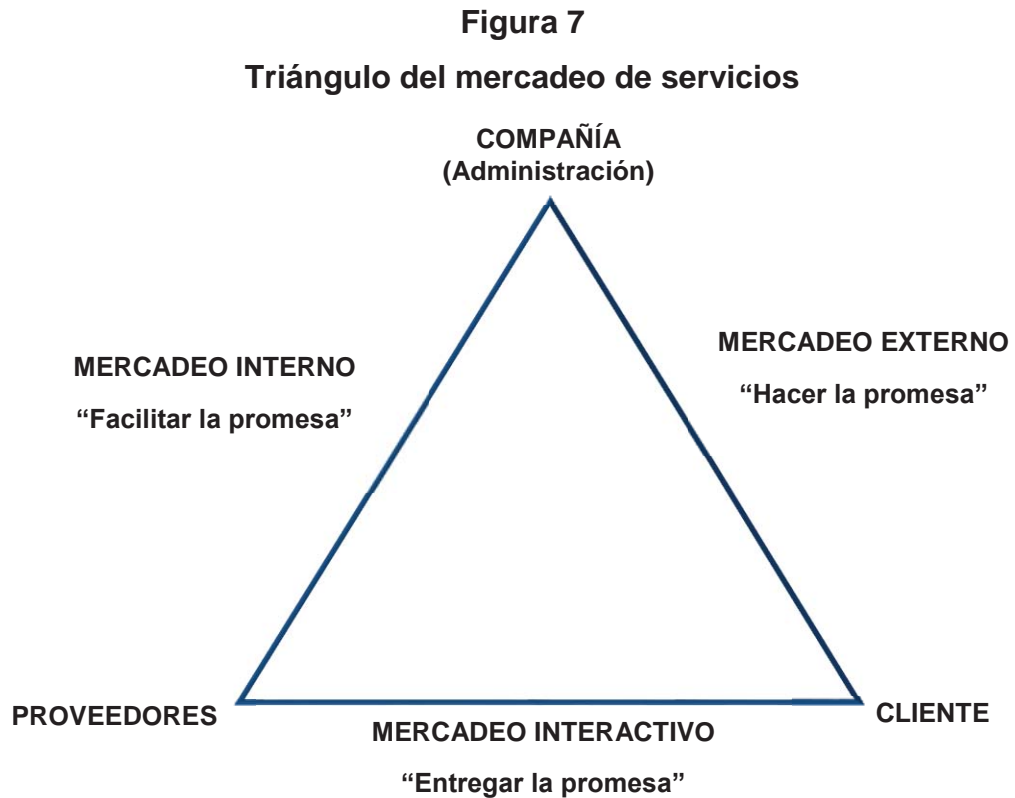 Figura 7
Triángulo del mercadeo de servicios
COMPAÑÍA
(Administración)
MERCADEO EXTERNO
“Hacer la promesa”
MERCADEO INTERNO
“Facilitar la promesa”
PROVEEDORES
CLIENTE
MERCADEO INTERACTIVO
“Entregar la promesa”